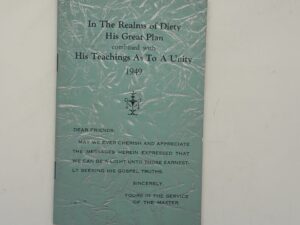 In The Realms of Diety
His Great Plan
combined with
His Teachings As To A Unity
1949
DEAR FRIENDS:
MAY WE EVER CHERISH AND APPRECIATE
THE MESSAGES HEREIN EXPRESSED THAT
WE CAN BE A LIGHT UNTO THOSE EARNEST-
LY SEEKING HIS GOSPEL TRUTHS.
SINCERELY,
YOURS IN THE SERVICE
OF THE MASTER